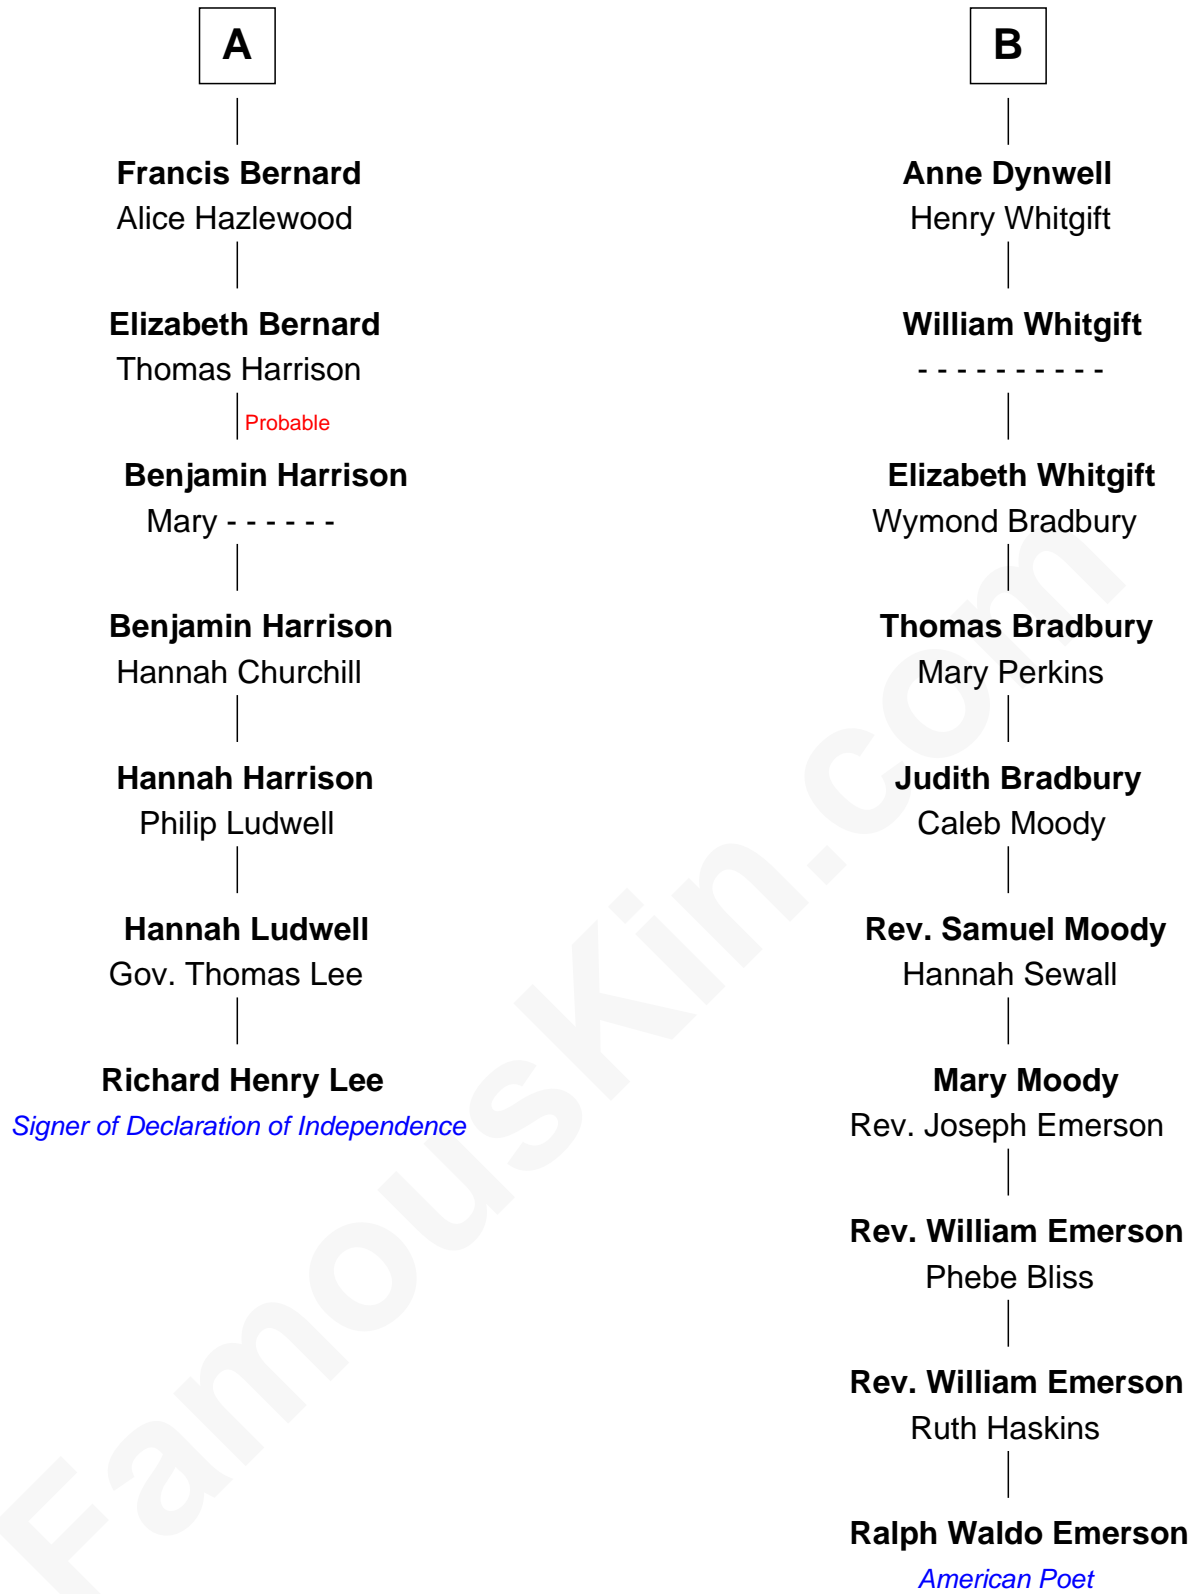 A
Francis Bernard
Alice Hazlewood
Elizabeth Bernard
Thomas Harrison
Probable
Benjamin Harrison
Mary - - - - - -
Benjamin Harrison
Hannah Churchill
Hannah Harrison
Philip Ludwell
Hannah Ludwell
Gov. Thomas Lee
Richard Henry Lee
Signer of Declaration of Independence
B
Anne Dynwell
Henry Whitgift
William Whitgift
- - - - - - - - - -
Elizabeth Whitgift
Wymond Bradbury
Thomas Bradbury
Mary Perkins
Judith Bradbury
Caleb Moody
Rev. Samuel Moody
Hannah Sewall
Mary Moody
Rev. Joseph Emerson
Rev. William Emerson
Phebe Bliss
Rev. William Emerson
Ruth Haskins
Ralph Waldo Emerson
American Poet
FamousKin.com